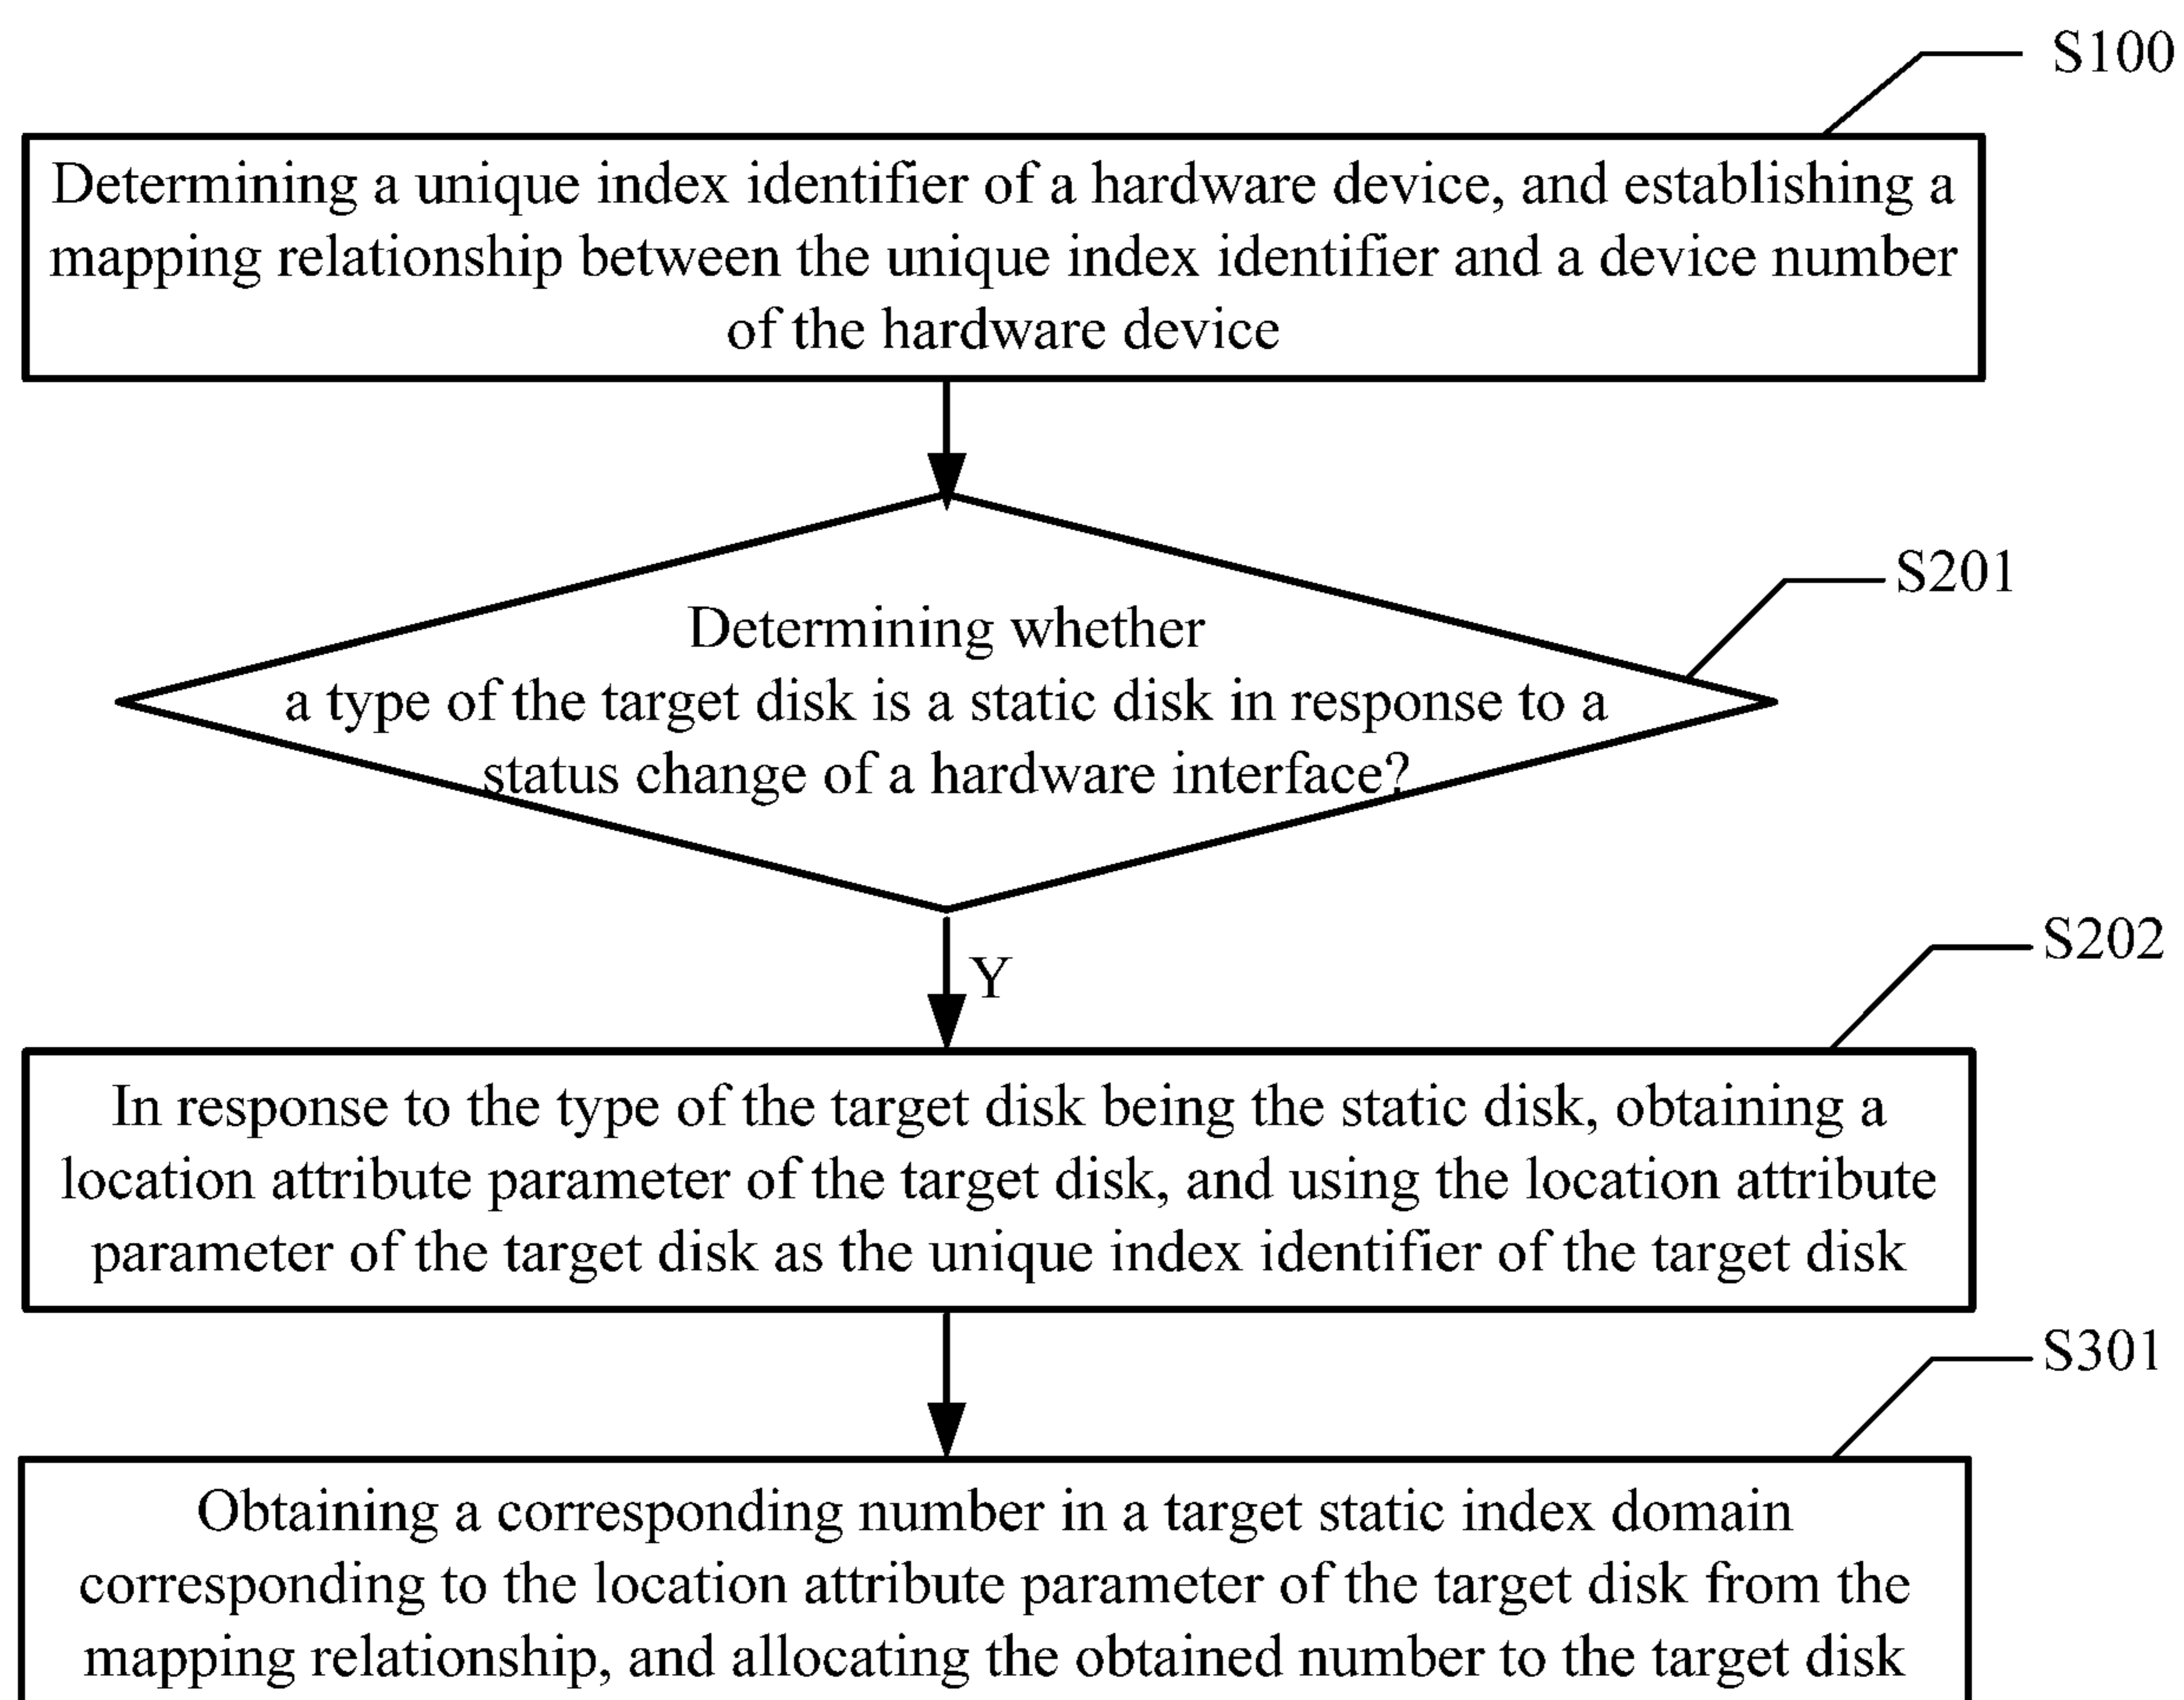 S100
Determining a unique index identifier of a hardware device, and establishing a
mapping relationship between the unique index identifier and a device number
of the hardware device
S201
Determining whether
a type of the target disk is a static disk in response to a
status change of a hardware interface?
Y
S202
In response to the type of the target disk being the static disk, obtaining a
location attribute parameter of the target disk, and using the location attribute
parameter of the target disk as the unique index identifier of the target disk
S301
Obtaining a corresponding number in a target static index domain
corresponding to the location attribute parameter of the target disk from the
mapping relationship, and allocating the obtained number to the target disk